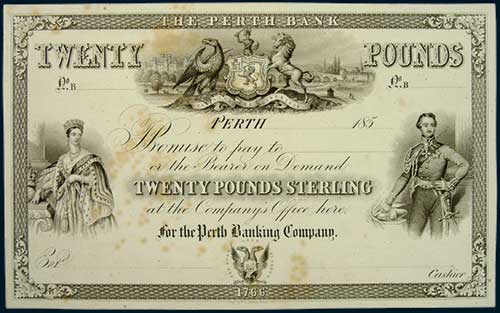 THE PERTH BANK
TWENTY POUNDS
No. B No. B
PERTH 185
Promise to pay to
or the Bearer on Demand
TWENTY POUNDS STERLING
at the Company's Office here.
For the Perth Banking Company.
Cashier
1766